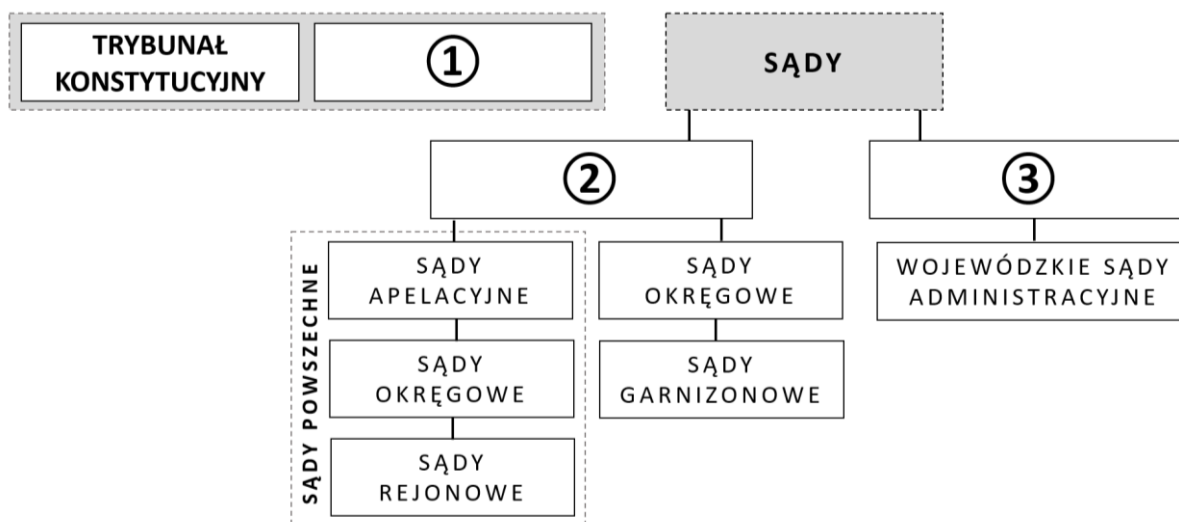 TRYBUNAŁ
KONSTYTUCYJNY
①
SĄDY
②
③
SĄDY POWSZECHNE
SĄDY
APELACYJNE
SĄDY
OKRĘGOWE
WOJEWÓDZKIE SĄDY
ADMINISTRACYJNE
SĄDY
OKRĘGOWE
SĄDY
GARNIZONOWE
SĄDY
REJONOWE